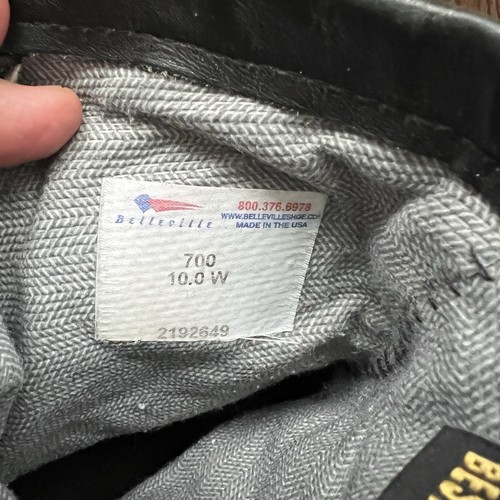 Belleville
800.376.6978
WWW.BELLEVILLESHOE.COM
MADE IN THE USA
700
10.0 W
2192649